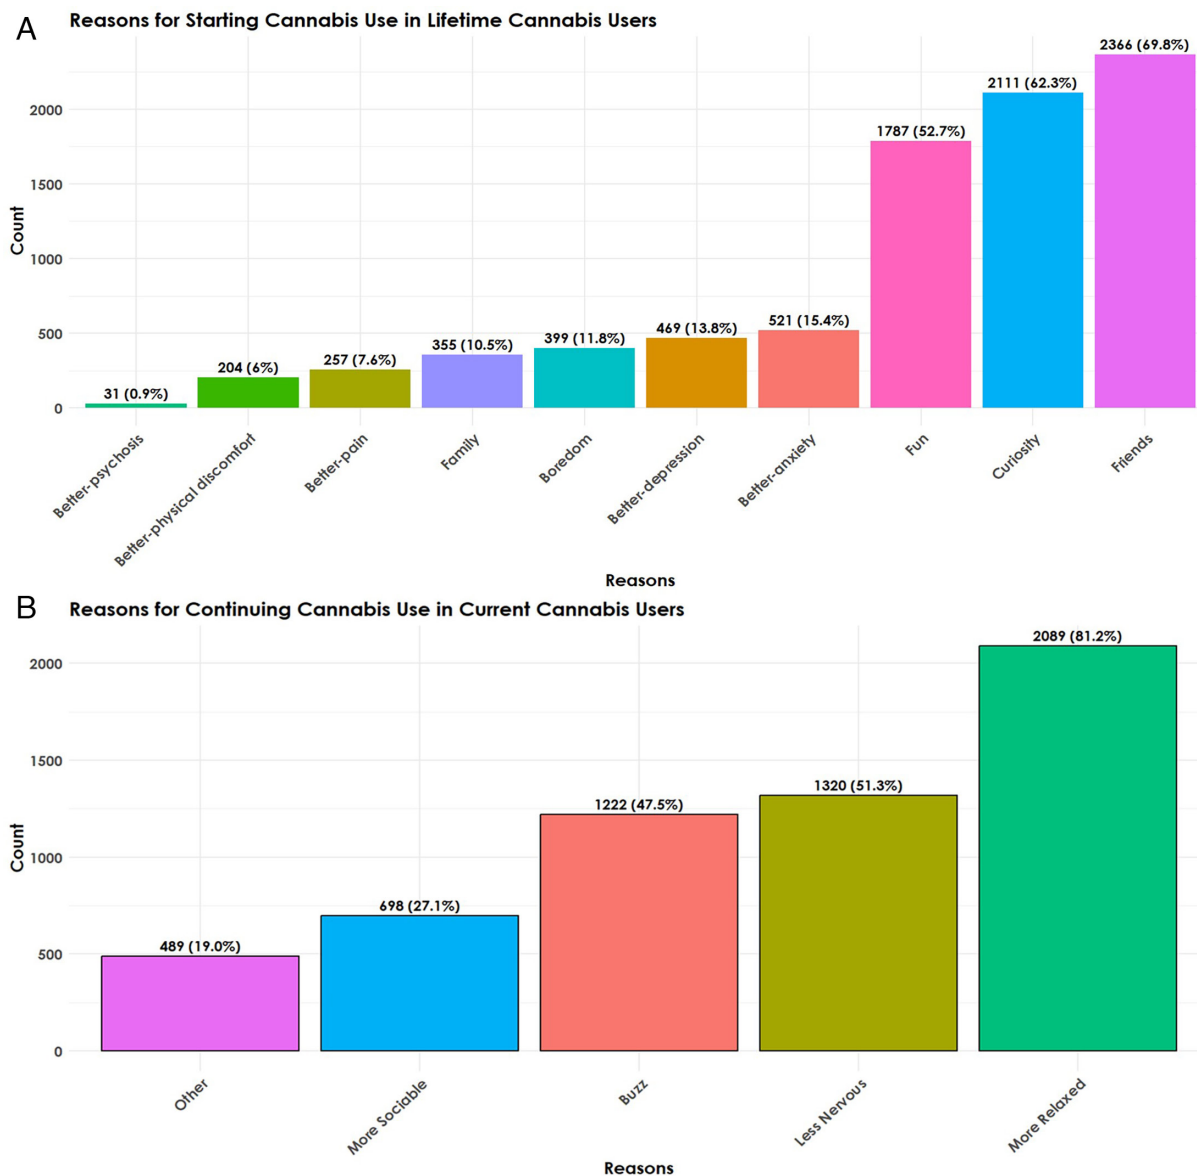 A
Reasons for Starting Cannabis Use in Lifetime Cannabis Users
2366 (69.8%)
2111 (62.3%)
1787 (52.7%)
521 (15.4%)
469 (13.8%)
399 (11.8%)
355 (10.5%)
257 (7.6%)
204 (6%)
31 (0.9%)
2000
1500
1000
500
0
Count
Better-psychosis
Better-physical discomfort
Better-pain
Family
Boredom
Better-depression
Better-anxiety
Fun
Curiosity
Friends
Reasons
B
Reasons for Continuing Cannabis Use in Current Cannabis Users
2089 (81.2%)
1320 (51.3%)
1222 (47.5%)
698 (27.1%)
489 (19.0%)
2000
1500
1000
500
0
Count
Other
More Sociable
Buzz
Less Nervous
More Relaxed
Reasons